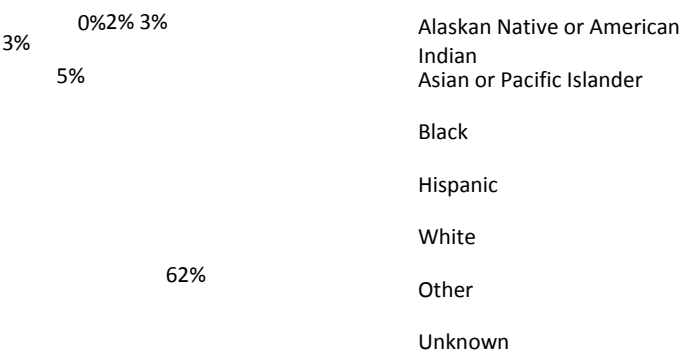 0%2% 3%
3%
5%
62%
Alaskan Native or American
Indian
Asian or Pacific Islander
Black
Hispanic
White
Other
Unknown